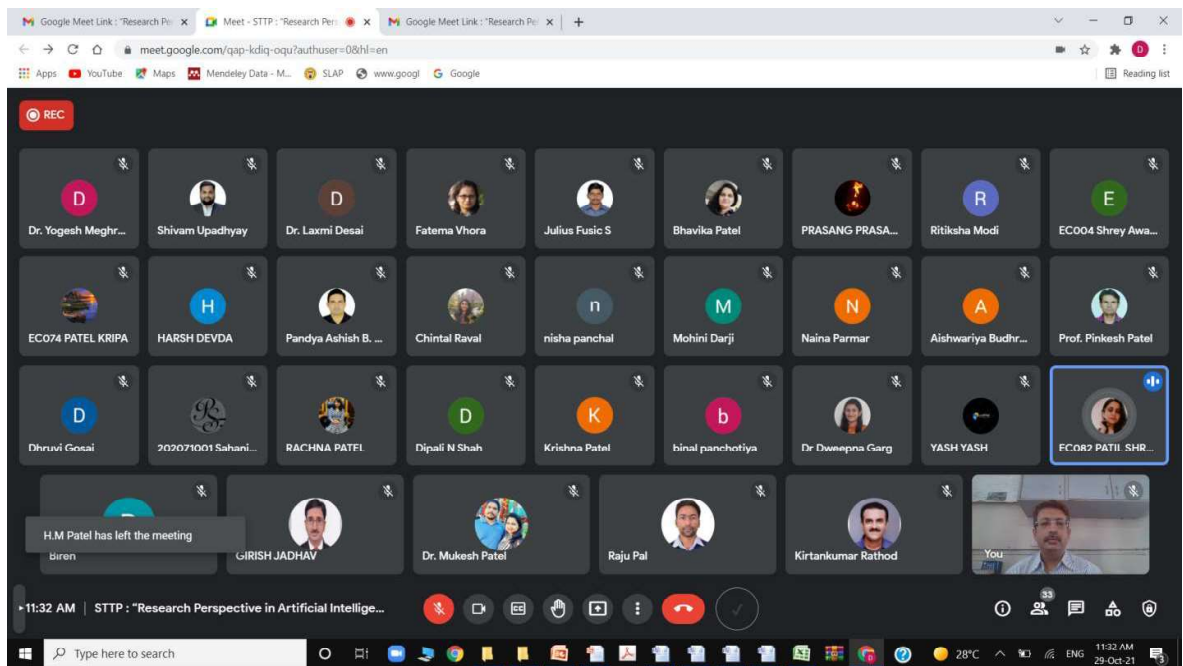 Google Meet Link : "Research Pe
Meet - STTP : "Research Pers
Google Meet Link : "Research Pe
meet.google.com/qap-kdiq-oqu?authuser=0&hl=en
D
Apps YouTube Maps Mendeley Data - M... SLAP www.googl Google Reading list
REC
D D R E
Dr. Yogesh Meghr... Shivam Upadhyay Dr. Laxmi Desai Fatema Vhora Julius Fusic S Bhavika Patel PRASANG PRASA... Ritiksha Modi EC004 Shrey Awa...
H n M N A
EC074 PATEL KRIPA HARSH DEVDA Pandya Ashish B. ... Chintal Raval nisha panchal Mohini Darji Naina Parmar Aishwariya Budhr... Prof. Pinkesh Patel
D D K b
Dhruvi Gosai 202071001 Sahani... RACHNA PATEL Dipali N Shah Krishna Patel binal panchotiya Dr Dweepna Garg YASH YASH EC082 PATIL SHR...
H.M Patel has left the meeting
Biren GIRISH JADHAV Dr. Mukesh Patel Raju Pal Kirtankumar Rathod You
11:32 AM | STTP : "Research Perspective in Artificial Intellige...
CC
33
Type here to search
28°C ENG 11:32 AM
29-Oct-21
3